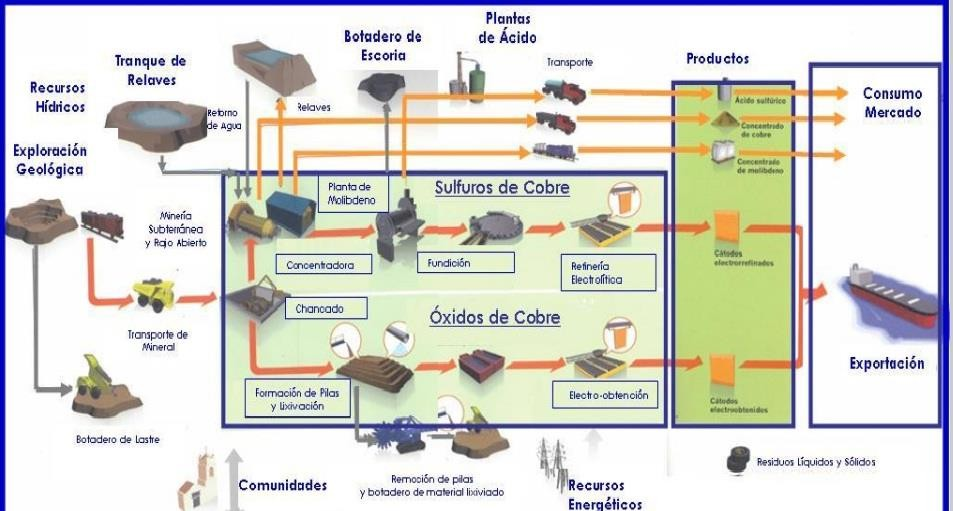 Plantas
de Ácido
Botadero de
Escoria
Tranque de
Relaves
Transporte
Productos
Recursos
Hídricos
Retorno
de Agua
Relaves
Ácido sulfúrico
Consumo
Mercado
Concentrado
de cobre
Exploración
Geológica
Concentrado
de molibdeno
Planta de
Molibdeno
Sulfuros de Cobre
Minería
Subterránea
y Rajo Abierto
Concentradora
Fundición
Refinería
Electrolítica
Cátodos
electrorrefinados
Chancado
Óxidos de Cobre
Transporte de
Mineral
Exportación
Formación de Pilas
y Lixivación
Electro-obtención
Cátodos
electroobtenidos
Botadero de Lastre
Residuos Líquidos y Sólidos
Comunidades
Remoción de pilas
y botadero de material lixiviado
Recursos
Energéticos